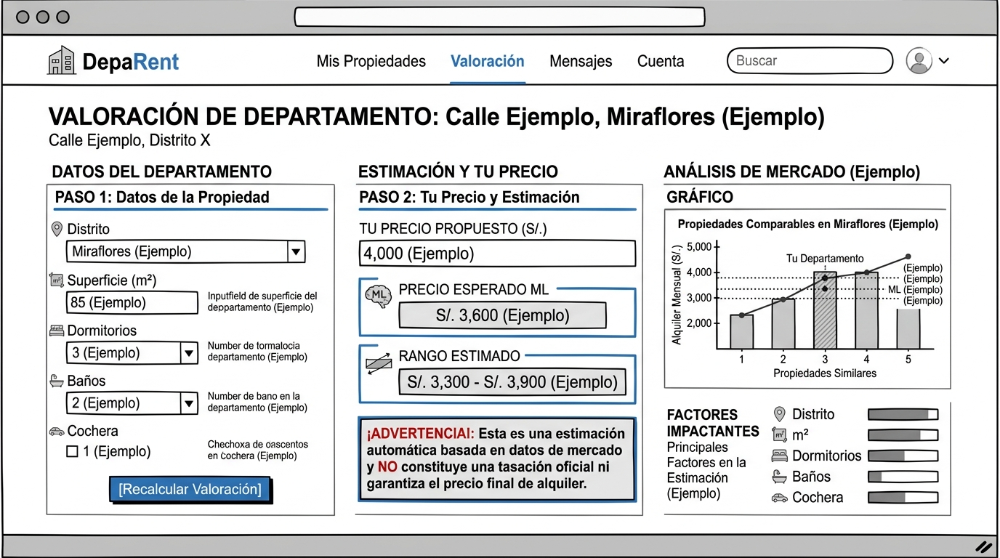 DepaRent
Mis Propiedades
Valoración
Mensajes
Cuenta
Buscar
VALORACIÓN DE DEPARTAMENTO: Calle Ejemplo, Miraflores (Ejemplo)
Calle Ejemplo, Distrito X
DATOS DEL DEPARTAMENTO
PASO 1: Datos de la Propiedad
Distrito
Miraflores (Ejemplo)
m²
Superficie (m²)
85 (Ejemplo)
Inputfield de superficie del
departamento (Ejemplo)
Dormitorios
3 (Ejemplo)
Number de tormatocia
departamento (Ejemplo)
Baños
2 (Ejemplo)
Number de bano en la
departamento (Ejemplo)
Cochera
1 (Ejemplo)
Chechoxa de oascentos
en cochera (Ejemplo)
[Recalcular Valoración]
ESTIMACIÓN Y TU PRECIO
PASO 2: Tu Precio y Estimación
TU PRECIO PROPUESTO (S/.)
4,000 (Ejemplo)
ML
PRECIO ESPERADO ML
S/. 3,600 (Ejemplo)
RANGO ESTIMADO
S/. 3,300 - S/. 3,900 (Ejemplo)
¡ADVERTENCIAI: Esta es una estimación
automática basada en datos de mercado
y NO constituye una tasación oficial ni
garantiza el precio final de alquiler.
ANÁLISIS DE MERCADO (Ejemplo)
GRÁFICO
Propiedades Comparables en Miraflores (Ejemplo)
Alquiler Mensual (S/.)
5,000
4,000
3,000
2,000
Tu Departamento
(Ejemplo)
(Ejemplo)
ML (Ejemplo)
(Ejemplo)
1 2 3 4 5
Propiedades Similares
FACTORES
IMPACTANTES
Principales
Factores en la
Estimación
(Ejemplo)
Distrito
m²
m²
Dormitorios
Baños
Cochera